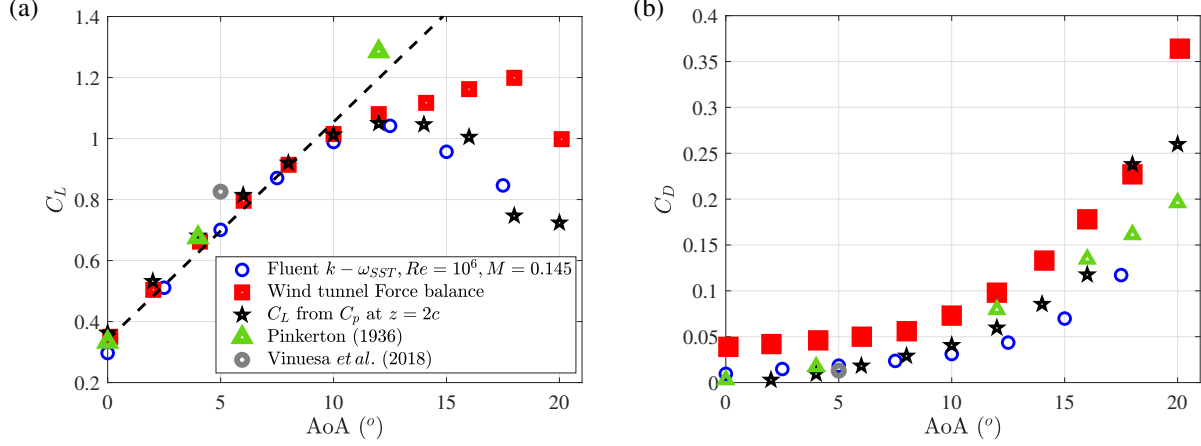 (a)
1.4
1.2
1
0.8
0.6
0.4
0.2
C_L
0 5 10 15 20
AoA (°)
Fluent k − ω_SST, Re = 10⁶, M = 0.145
Wind tunnel Force balance
C_L from C_p at z = 2c
Pinkerton (1936)
Vinuesa et al. (2018)
(b)
0.4
0.35
0.3
0.25
0.2
0.15
0.1
0.05
0
C_D
0 5 10 15 20
AoA (°)